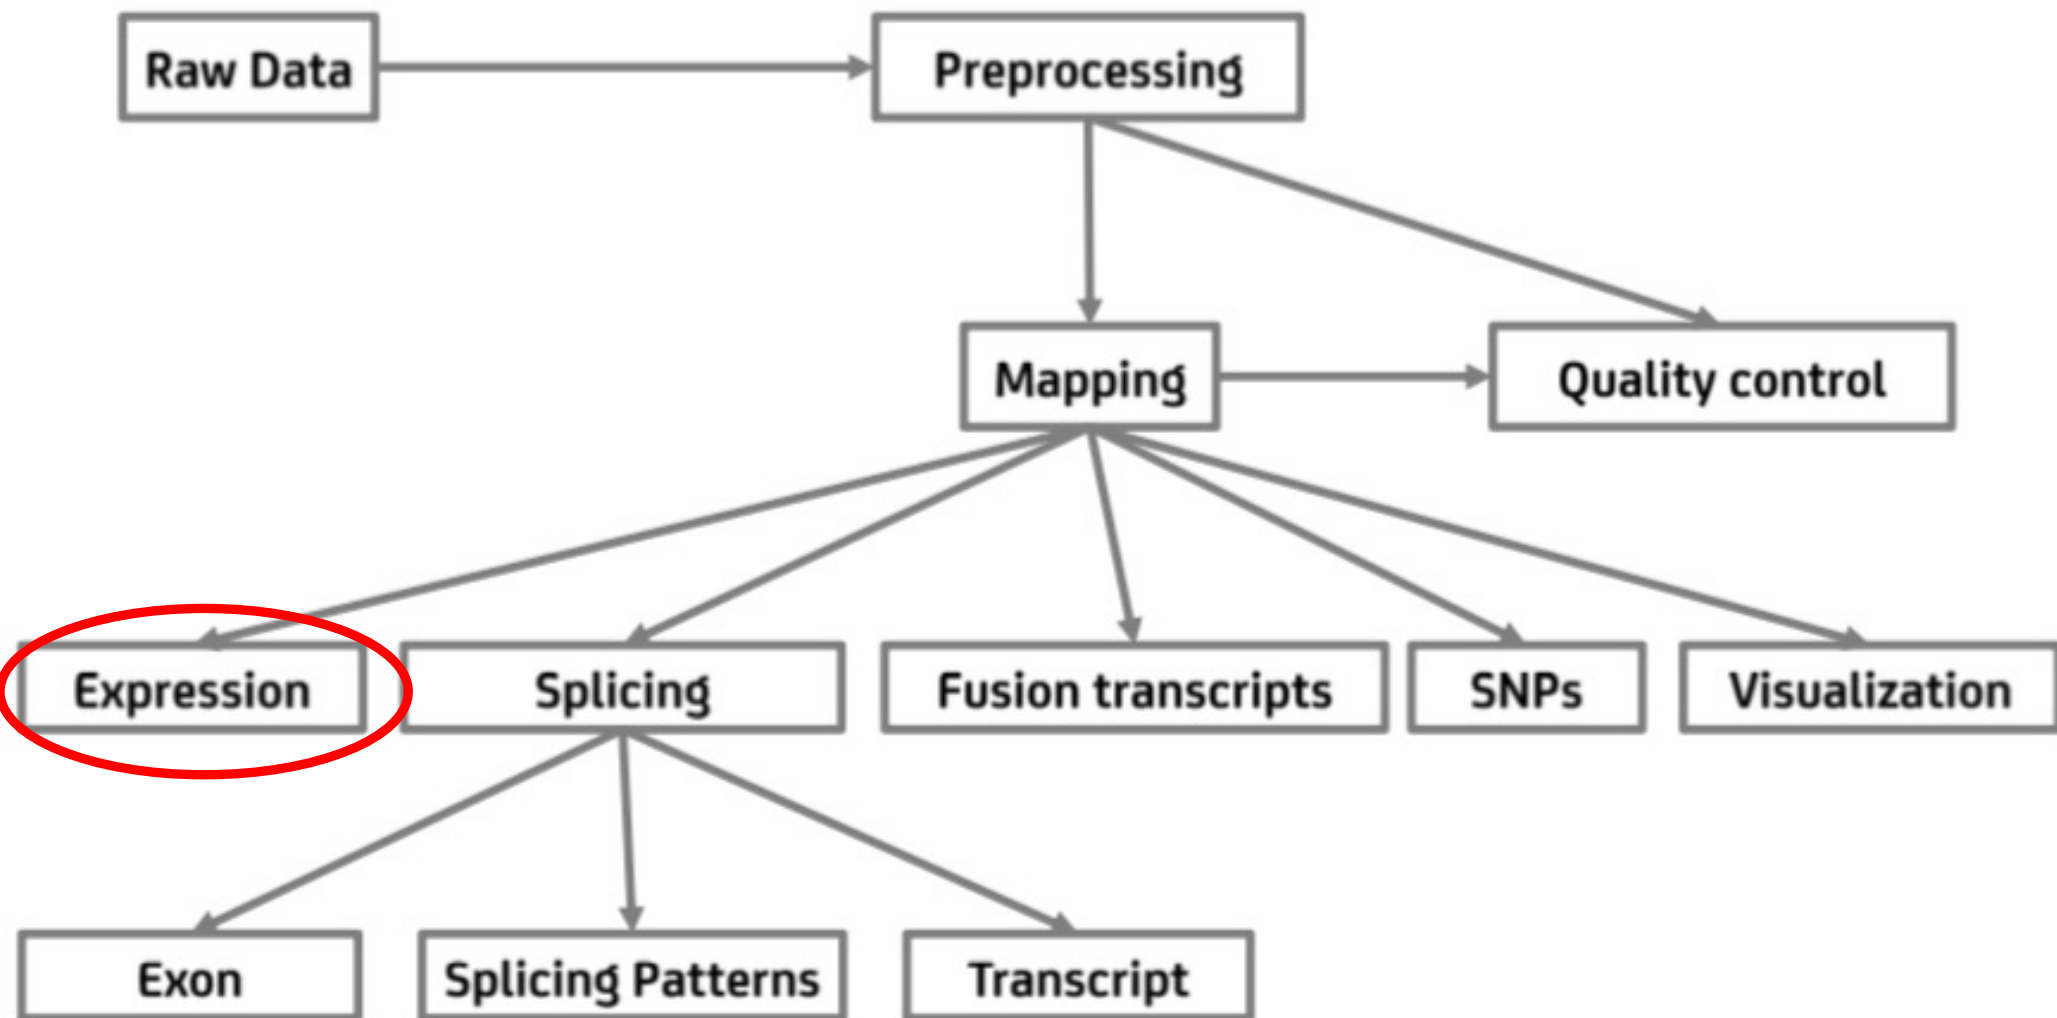 Raw Data
Preprocessing
Mapping
Quality control
Expression
Splicing
Fusion transcripts
SNPs
Visualization
Exon
Splicing Patterns
Transcript